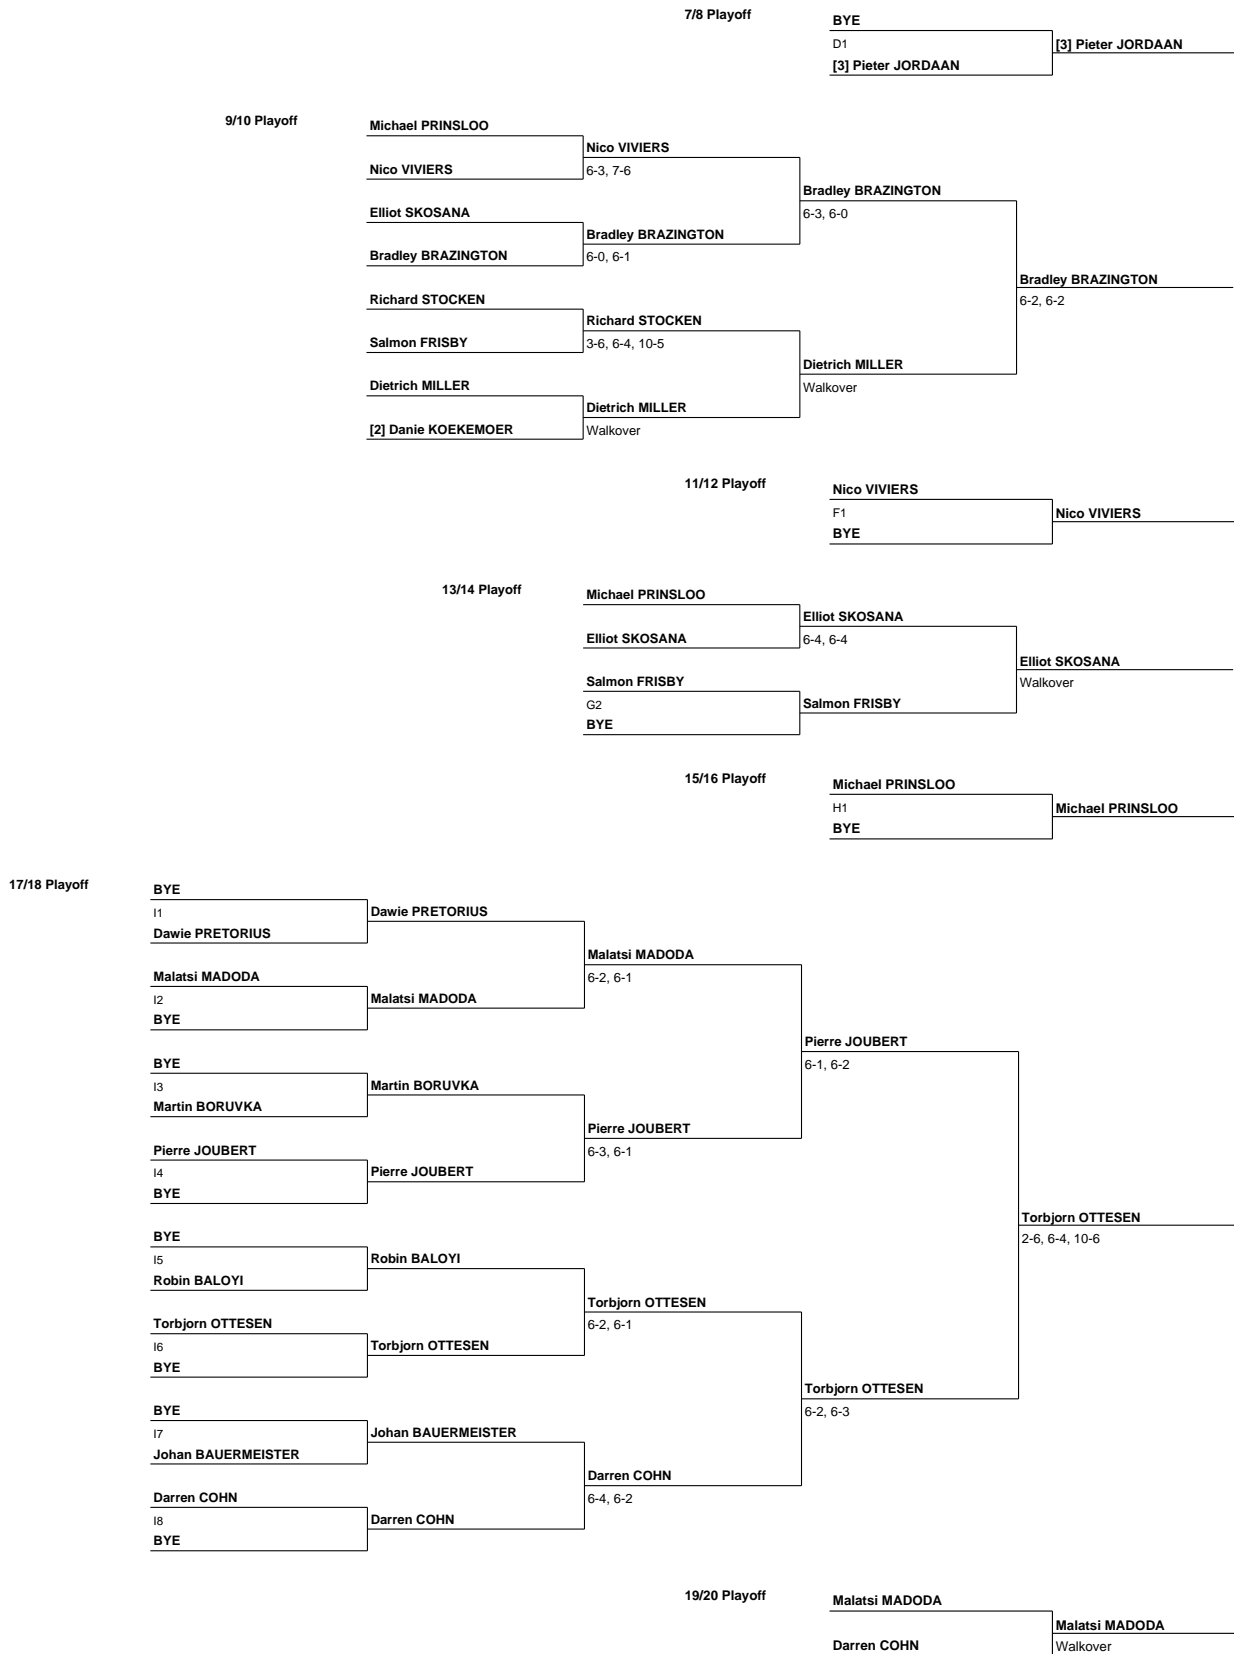 7/8 Playoff
BYE
D1
[3] Pieter JORDAAN
[3] Pieter JORDAAN
9/10 Playoff
Michael PRINSLOO
Nico VIVIERS
Nico VIVIERS
6-3, 7-6
Bradley BRAZINGTON
6-3, 6-0
Elliot SKOSANA
Bradley BRAZINGTON
Bradley BRAZINGTON
6-0, 6-1
Bradley BRAZINGTON
6-2, 6-2
Richard STOCKEN
Richard STOCKEN
Salmon FRISBY
3-6, 6-4, 10-5
Dietrich MILLER
Walkover
Dietrich MILLER
Dietrich MILLER
[2] Danie KOEKEMOER
Walkover
11/12 Playoff
Nico VIVIERS
F1
Nico VIVIERS
BYE
13/14 Playoff
Michael PRINSLOO
Elliot SKOSANA
Elliot SKOSANA
6-4, 6-4
Elliot SKOSANA
Walkover
Salmon FRISBY
G2
Salmon FRISBY
BYE
15/16 Playoff
Michael PRINSLOO
H1
Michael PRINSLOO
BYE
17/18 Playoff
BYE
I1
Dawie PRETORIUS
Dawie PRETORIUS
Malatsi MADODA
6-2, 6-1
Malatsi MADODA
I2
Malatsi MADODA
BYE
Pierre JOUBERT
6-1, 6-2
BYE
I3
Martin BORUVKA
Martin BORUVKA
Pierre JOUBERT
6-3, 6-1
Pierre JOUBERT
I4
Pierre JOUBERT
BYE
Torbjorn OTTESEN
2-6, 6-4, 10-6
BYE
I5
Robin BALOYI
Robin BALOYI
Torbjorn OTTESEN
6-2, 6-1
Torbjorn OTTESEN
I6
Torbjorn OTTESEN
BYE
Torbjorn OTTESEN
6-2, 6-3
BYE
I7
Johan BAUERMEISTER
Johan BAUERMEISTER
Darren COHN
6-4, 6-2
Darren COHN
I8
Darren COHN
BYE
19/20 Playoff
Malatsi MADODA
Malatsi MADODA
Darren COHN
Walkover